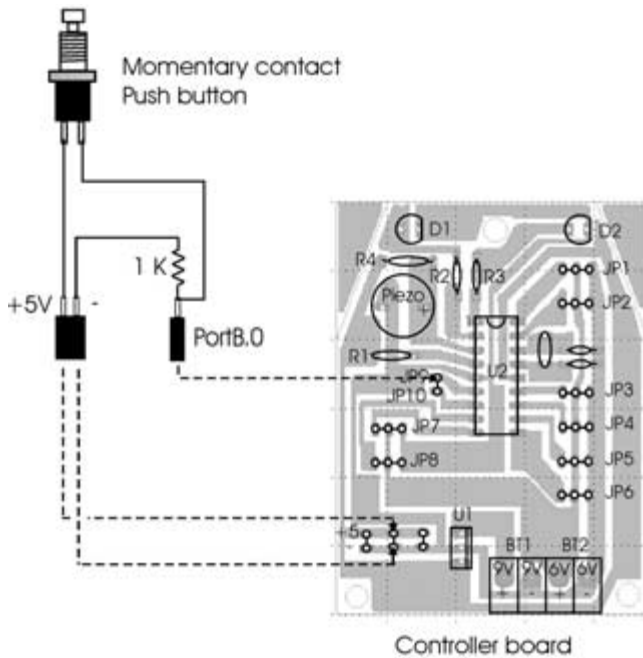 Momentary contact
Push button
1 K
+5V
-
PortB.0
D1
D2
R4
R2
R3
JP1
Piezo
+
JP2
R1
U2
JP9
JP10
JP3
JP7
JP4
JP8
JP5
JP6
+5
-
U1
BT1
BT2
9V
9V
6V
6V
+
-
+
-
Controller board